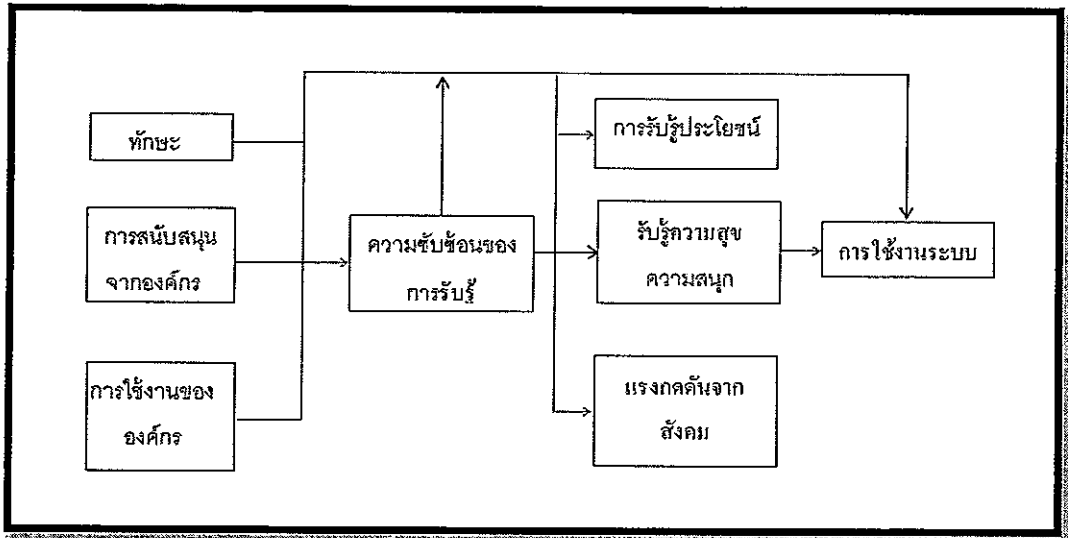 ทักษะ
การสนับสนุน
จากองค์กร
การใช้งานของ
องค์กร
ความซับซ้อนของ
การรับรู้
การรับรู้ประโยชน์
รับรู้ความสุข
ความสนุก
แรงกดดันจาก
สังคม
การใช้งานระบบ